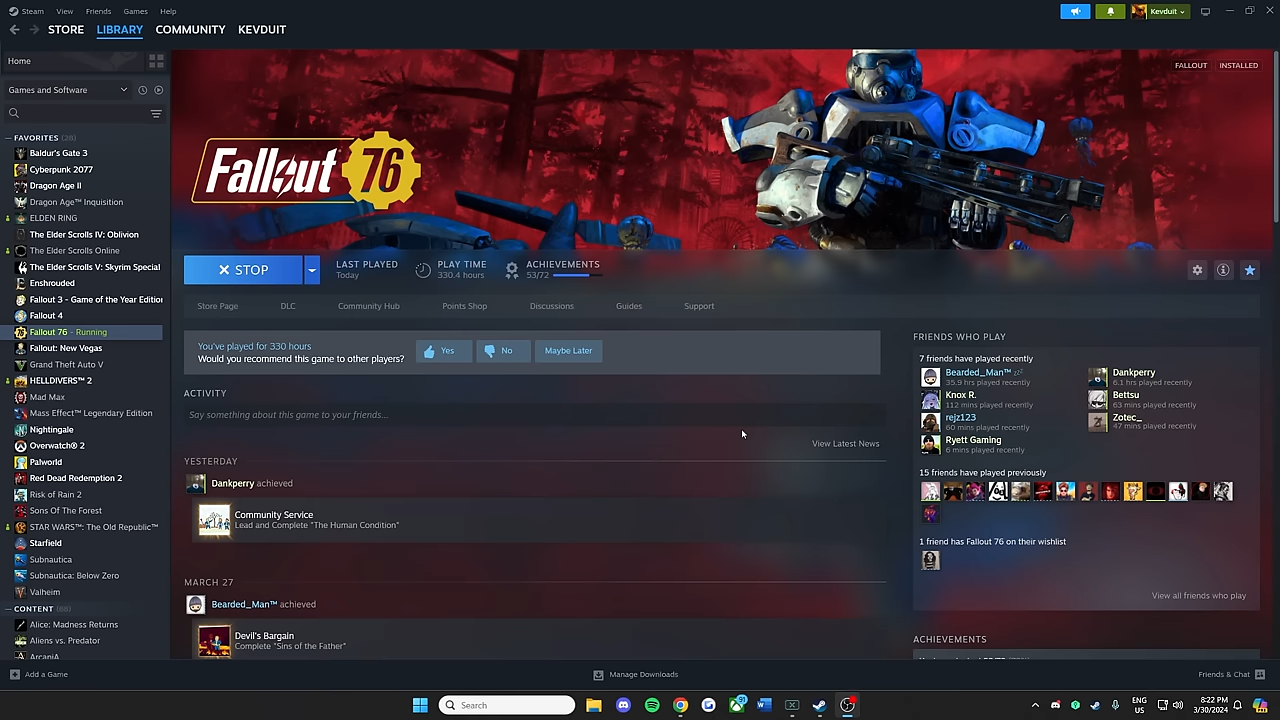 Steam View Friends Games Help
Kevduit
STORE LIBRARY COMMUNITY KEVDUIT
Home
Games and Software
FAVORITES (28)
Baldur's Gate 3
Cyberpunk 2077
Dragon Age II
Dragon Age™ Inquisition
ELDEN RING
The Elder Scrolls IV: Oblivion
The Elder Scrolls Online
The Elder Scrolls V: Skyrim Special
Enshrouded
Fallout 3 - Game of the Year Edition
Fallout 4
Fallout 76 - Running
Fallout: New Vegas
Grand Theft Auto V
HELLDIVERS™ 2
Mad Max
Mass Effect™ Legendary Edition
Nightingale
Overwatch® 2
Palworld
Red Dead Redemption 2
Risk of Rain 2
Sons Of The Forest
STAR WARS™: The Old Republic™
Starfield
Subnautica
Subnautica: Below Zero
Valheim
CONTENT (68)
Alice: Madness Returns
Aliens vs. Predator
ArcaniA
Add a Game
FALLOUT INSTALLED
Fallout 76
STOP
LAST PLAYED
Today
PLAY TIME
330.4 hours
ACHIEVEMENTS
53/72
Store Page DLC Community Hub Points Shop Discussions Guides Support
You've played for 330 hours
Would you recommend this game to other players?
Yes No Maybe Later
ACTIVITY
Say something about this game to your friends...
View Latest News
YESTERDAY
Dankperry achieved
Community Service
Lead and Complete "The Human Condition"
MARCH 27
Bearded_Man™ achieved
Devil's Bargain
Complete "Sins of the Father"
FRIENDS WHO PLAY
7 friends have played recently
Bearded_Man™ zz
35.9 hrs played recently
Dankperry
6.1 hrs played recently
Knox R.
112 mins played recently
Bettsu
63 mins played recently
rejz123
60 mins played recently
Zotec_
47 mins played recently
Ryett Gaming
6 mins played recently
15 friends have played previously
1 friend has Fallout 76 on their wishlist
View all friends who play
ACHIEVEMENTS
Manage Downloads
Friends & Chat
Search
ENG
US
8:22 PM
3/30/2024